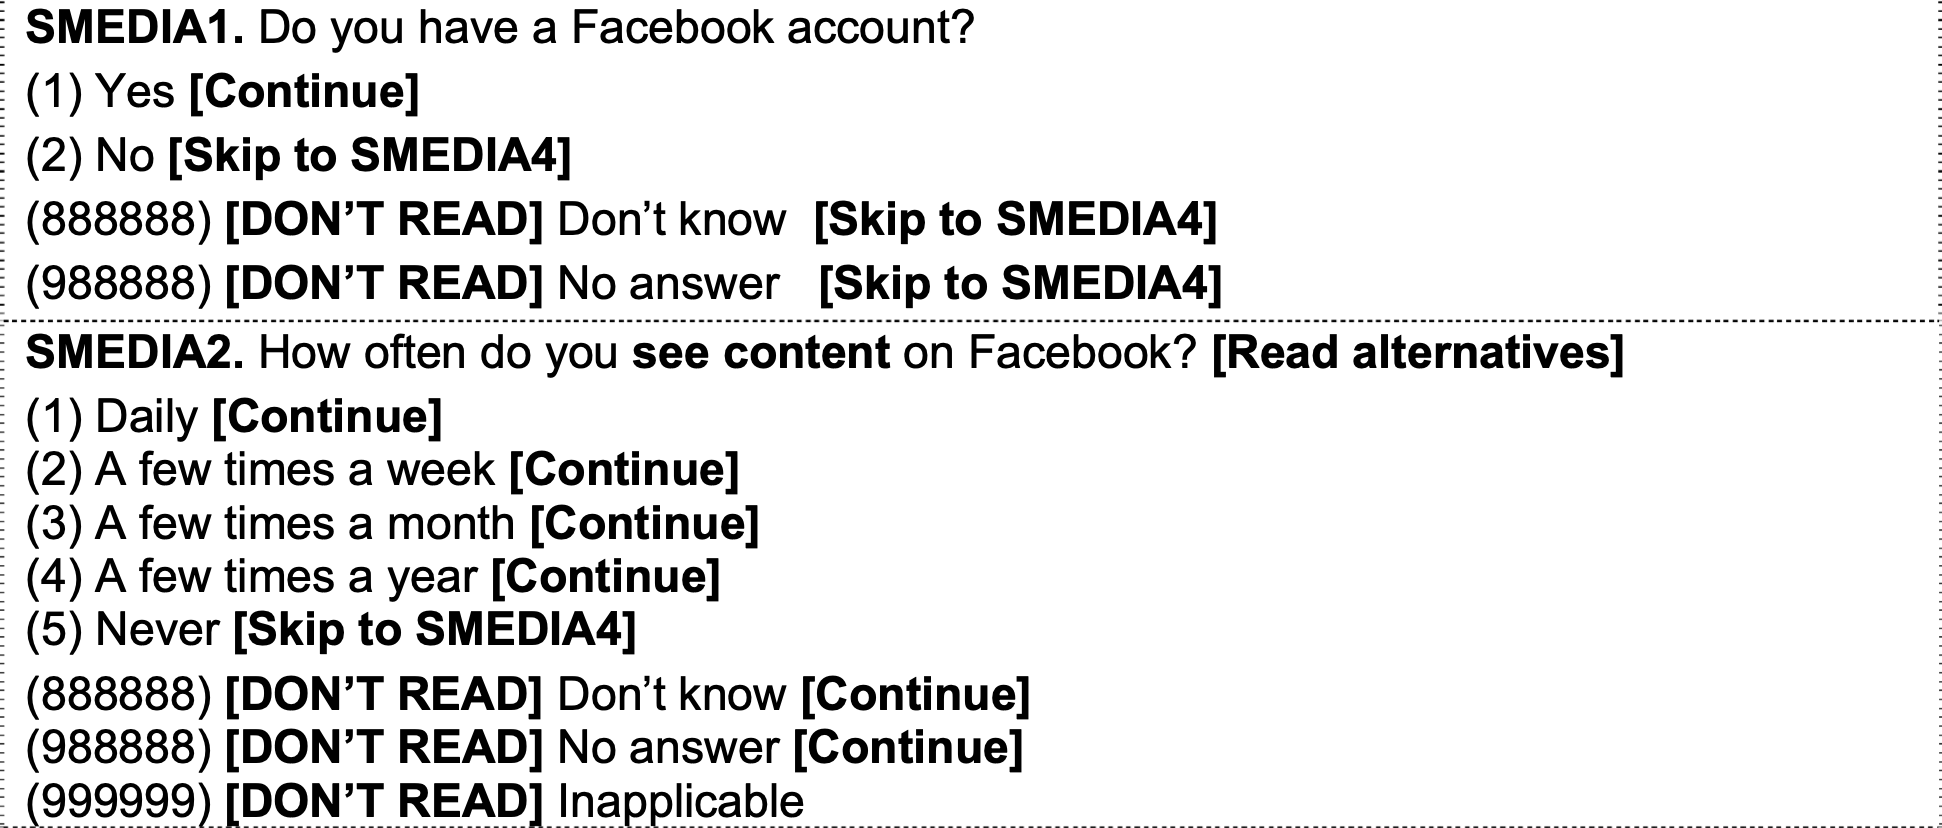 SMEDIA1. Do you have a Facebook account?
(1) Yes [Continue]
(2) No [Skip to SMEDIA4]
(888888) [DON’T READ] Don’t know [Skip to SMEDIA4]
(988888) [DON’T READ] No answer [Skip to SMEDIA4]
SMEDIA2. How often do you see content on Facebook? [Read alternatives]
(1) Daily [Continue]
(2) A few times a week [Continue]
(3) A few times a month [Continue]
(4) A few times a year [Continue]
(5) Never [Skip to SMEDIA4]
(888888) [DON’T READ] Don’t know [Continue]
(988888) [DON’T READ] No answer [Continue]
(999999) [DON’T READ] Inapplicable